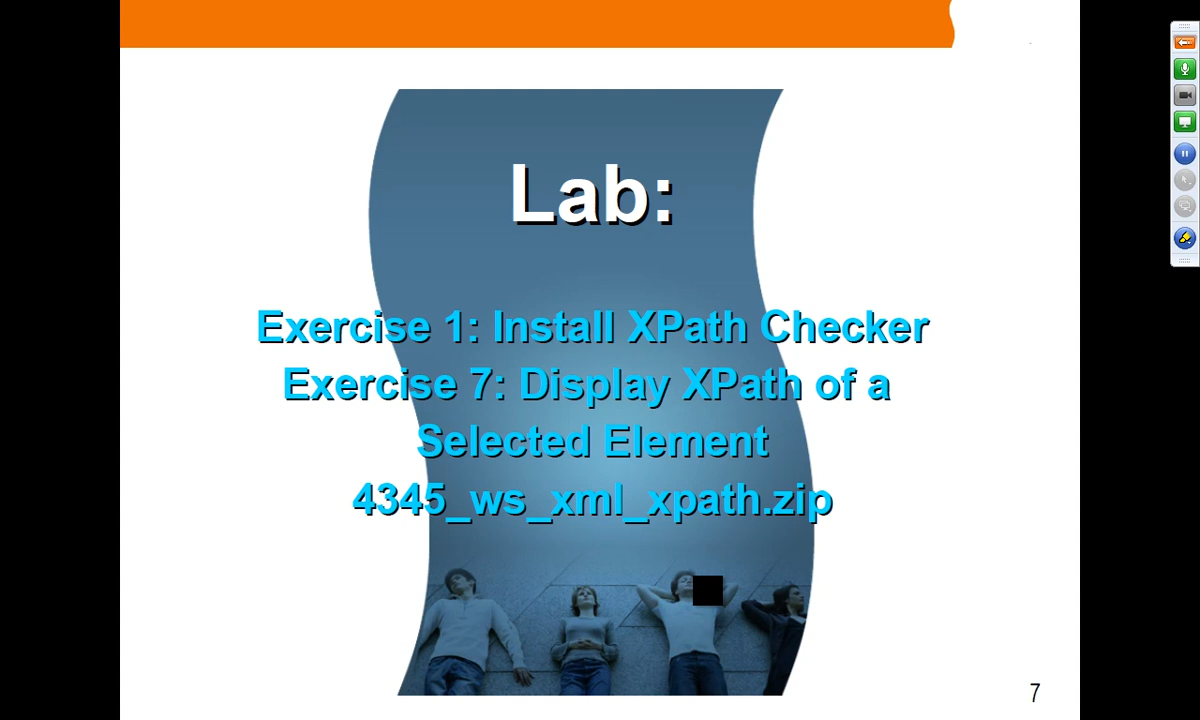 Lab:
Exercise 1: Install XPath Checker
Exercise 7: Display XPath of a
Selected Element
4345_ws_xml_xpath.zip
7